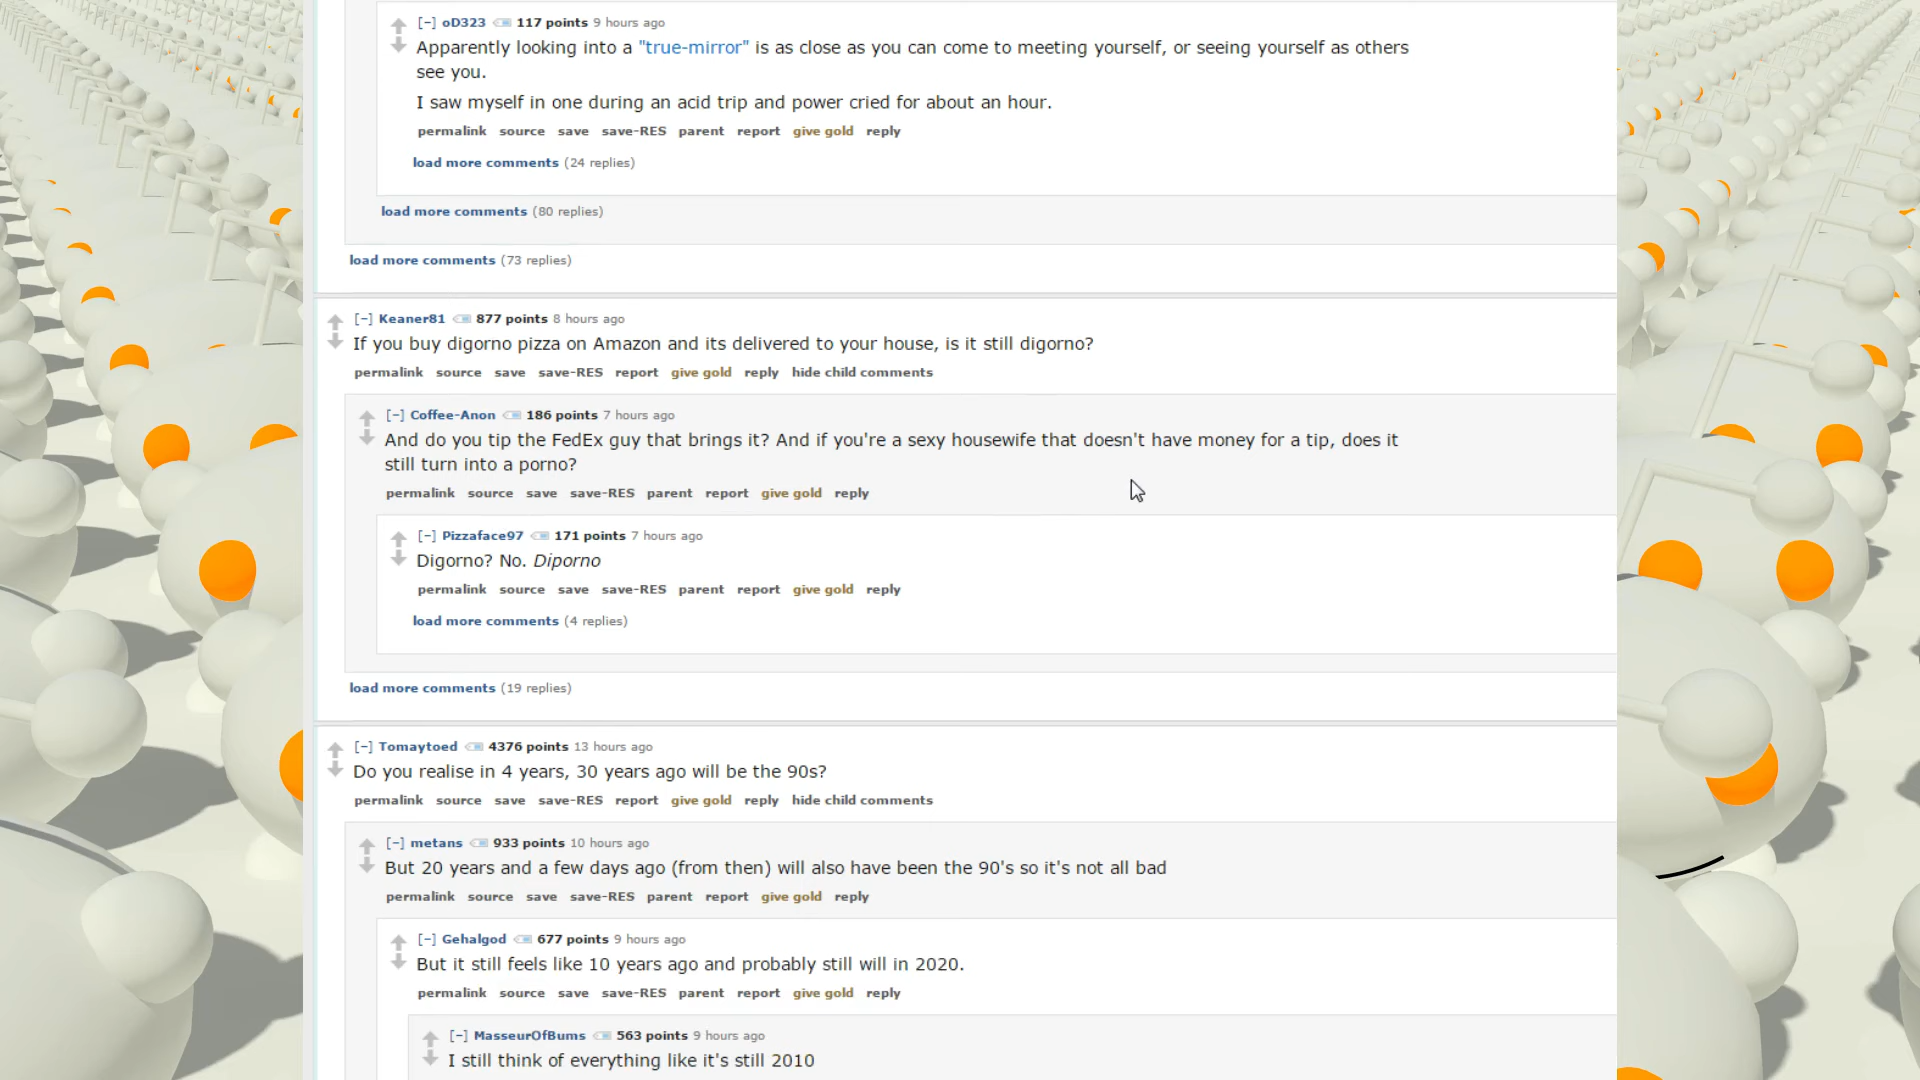 [-] oD323 117 points 9 hours ago
Apparently looking into a "true-mirror" is as close as you can come to meeting yourself, or seeing yourself as others
see you.
I saw myself in one during an acid trip and power cried for about an hour.
permalink source save save-RES parent report give gold reply
load more comments (24 replies)
load more comments (80 replies)
load more comments (73 replies)
[-] Keaner81 877 points 8 hours ago
If you buy digorno pizza on Amazon and its delivered to your house, is it still digorno?
permalink source save save-RES report give gold reply hide child comments
[-] Coffee-Anon 186 points 7 hours ago
And do you tip the FedEx guy that brings it? And if you're a sexy housewife that doesn't have money for a tip, does it
still turn into a porno?
permalink source save save-RES parent report give gold reply
[-] Pizzaface97 171 points 7 hours ago
Digorno? No. Diporno
permalink source save save-RES parent report give gold reply
load more comments (4 replies)
load more comments (19 replies)
[-] Tomaytoed 4376 points 13 hours ago
Do you realise in 4 years, 30 years ago will be the 90s?
permalink source save save-RES report give gold reply hide child comments
[-] metans 933 points 10 hours ago
But 20 years and a few days ago (from then) will also have been the 90's so it's not all bad
permalink source save save-RES parent report give gold reply
[-] Gehalgod 677 points 9 hours ago
But it still feels like 10 years ago and probably still will in 2020.
permalink source save save-RES parent report give gold reply
[-] MasseurOfBums 563 points 9 hours ago
I still think of everything like it's still 2010